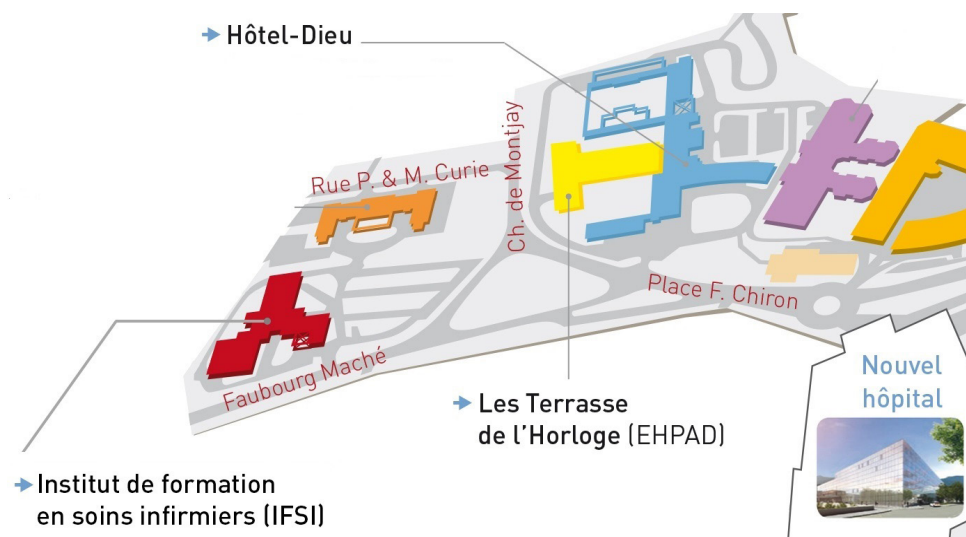 Hôtel-Dieu
Ch. de Montjay
Rue P. & M. Curie
Place F. Chiron
Faubourg Maché
Nouvel
hôpital
Les Terrasse
de l'Horloge (EHPAD)
Institut de formation
en soins infirmiers (IFSI)